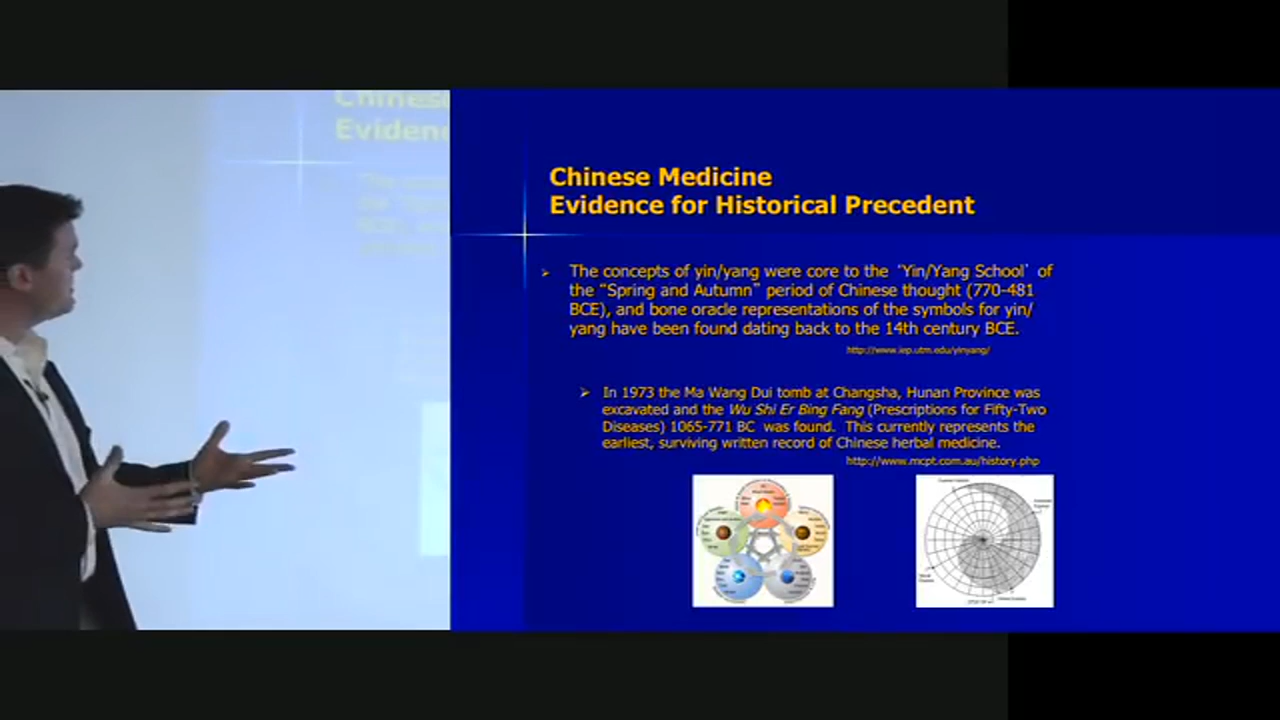 Chinese
Evidenc
Chinese Medicine
Evidence for Historical Precedent
The concepts of yin/yang were core to the 'Yin/Yang School' of
the "Spring and Autumn" period of Chinese thought (770-481
BCE), and bone oracle representations of the symbols for yin/
yang have been found dating back to the 14th century BCE.
http://www.iep.utm.edu/yinyang/
In 1973 the Ma Wang Dui tomb at Changsha, Hunan Province was
excavated and the Wu Shi Er Bing Fang (Prescriptions for Fifty-Two
Diseases) 1065-771 BC was found. This currently represents the
earliest, surviving written record of Chinese herbal medicine.
http://www.mcpt.com.au/history.php